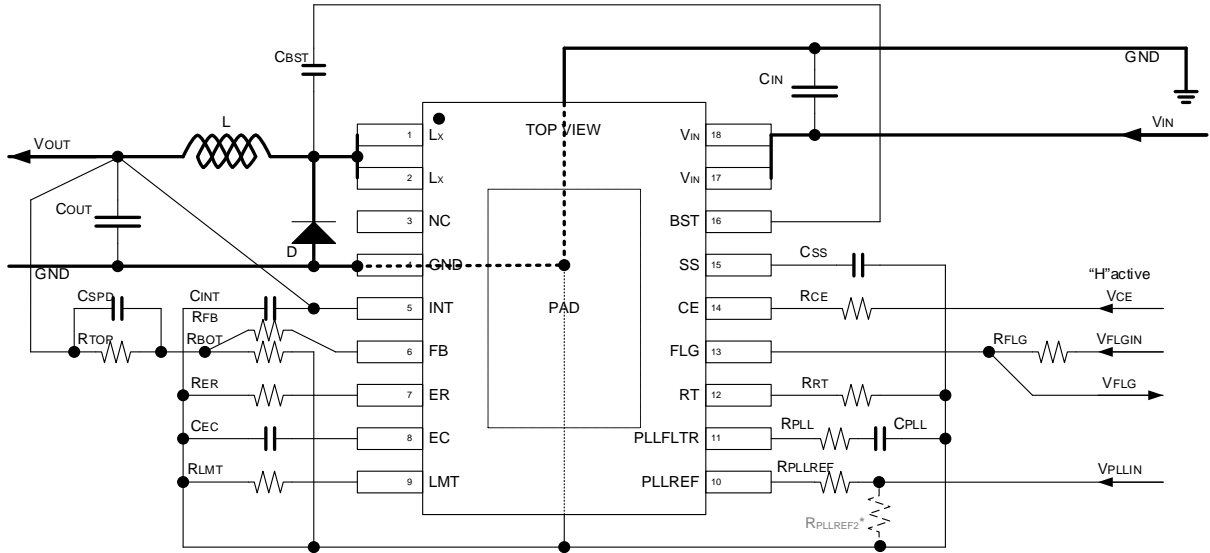 CBST
GND
CIN
L
TOP VIEW
VOUT
VIN
1 LX
VIN 18
2 LX
VIN 17
COUT
3 NC
BST 16
D
4 GND
SS 15
CSS
GND
"H"active
CSPD
CINT
5 INT
PAD
CE 14
RCE
VCE
RFB
RTOP
RBOT
6 FB
FLG 13
RFLG
VFLGIN
RER
7 ER
RT 12
RRT
VFLG
CEC
8 EC
PLLFLTR 11
RPLL
CPLL
RLMT
9 LMT
PLLREF 10
RPLLREF
VPLLIN
RPLLREF2*